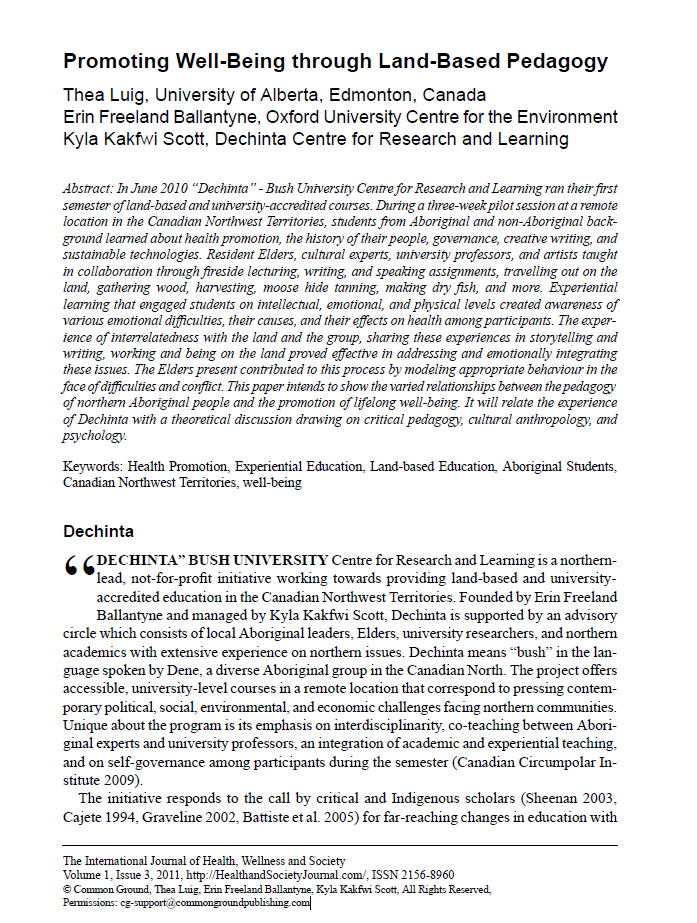 Promoting Well-Being through Land-Based Pedagogy
Thea Luig, University of Alberta, Edmonton, Canada
Erin Freeland Ballantyne, Oxford University Centre for the Environment
Kyla Kakfwi Scott, Dechinta Centre for Research and Learning
Abstract: In June 2010 “Dechinta” - Bush University Centre for Research and Learning ran their first
semester of land-based and university-accredited courses. During a three-week pilot session at a remote
location in the Canadian Northwest Territories, students from Aboriginal and non-Aboriginal back-
ground learned about health promotion, the history of their people, governance, creative writing, and
sustainable technologies. Resident Elders, cultural experts, university professors, and artists taught
in collaboration through fireside lecturing, writing, and speaking assignments, travelling out on the
land, gathering wood, harvesting, moose hide tanning, making dry fish, and more. Experiential
learning that engaged students on intellectual, emotional, and physical levels created awareness of
various emotional difficulties, their causes, and their effects on health among participants. The exper-
ience of interrelatedness with the land and the group, sharing these experiences in storytelling and
writing, working and being on the land proved effective in addressing and emotionally integrating
these issues. The Elders present contributed to this process by modeling appropriate behaviour in the
face of difficulties and conflict. This paper intends to show the varied relationships between the pedagogy
of northern Aboriginal people and the promotion of lifelong well-being. It will relate the experience
of Dechinta with a theoretical discussion drawing on critical pedagogy, cultural anthropology, and
psychology.
Keywords: Health Promotion, Experiential Education, Land-based Education, Aboriginal Students,
Canadian Northwest Territories, well-being
Dechinta
“DECHINTA” BUSH UNIVERSITY Centre for Research and Learning is a northern-
lead, not-for-profit initiative working towards providing land-based and university-
accredited education in the Canadian Northwest Territories. Founded by Erin Freeland
Ballantyne and managed by Kyla Kakfwi Scott, Dechinta is supported by an advisory
circle which consists of local Aboriginal leaders, Elders, university researchers, and northern
academics with extensive experience on northern issues. Dechinta means “bush” in the lan-
guage spoken by Dene, a diverse Aboriginal group in the Canadian North. The project offers
accessible, university-level courses in a remote location that correspond to pressing contem-
porary political, social, environmental, and economic challenges facing northern communities.
Unique about the program is its emphasis on interdisciplinarity, co-teaching between Abori-
ginal experts and university professors, an integration of academic and experiential teaching,
and on self-governance among participants during the semester (Canadian Circumpolar In-
stitute 2009).
The initiative responds to the call by critical and Indigenous scholars (Sheenan 2003,
Cajete 1994, Graveline 2002, Battiste et al. 2005) for far-reaching changes in education with
The International Journal of Health, Wellness and Society
Volume 1, Issue 3, 2011, http://HealthandSocietyJournal.com/, ISSN 2156-8960
© Common Ground, Thea Luig, Erin Freeland Ballantyne, Kyla Kakfwi Scott, All Rights Reserved,
Permissions: cg-support@commongroundpublishing.com